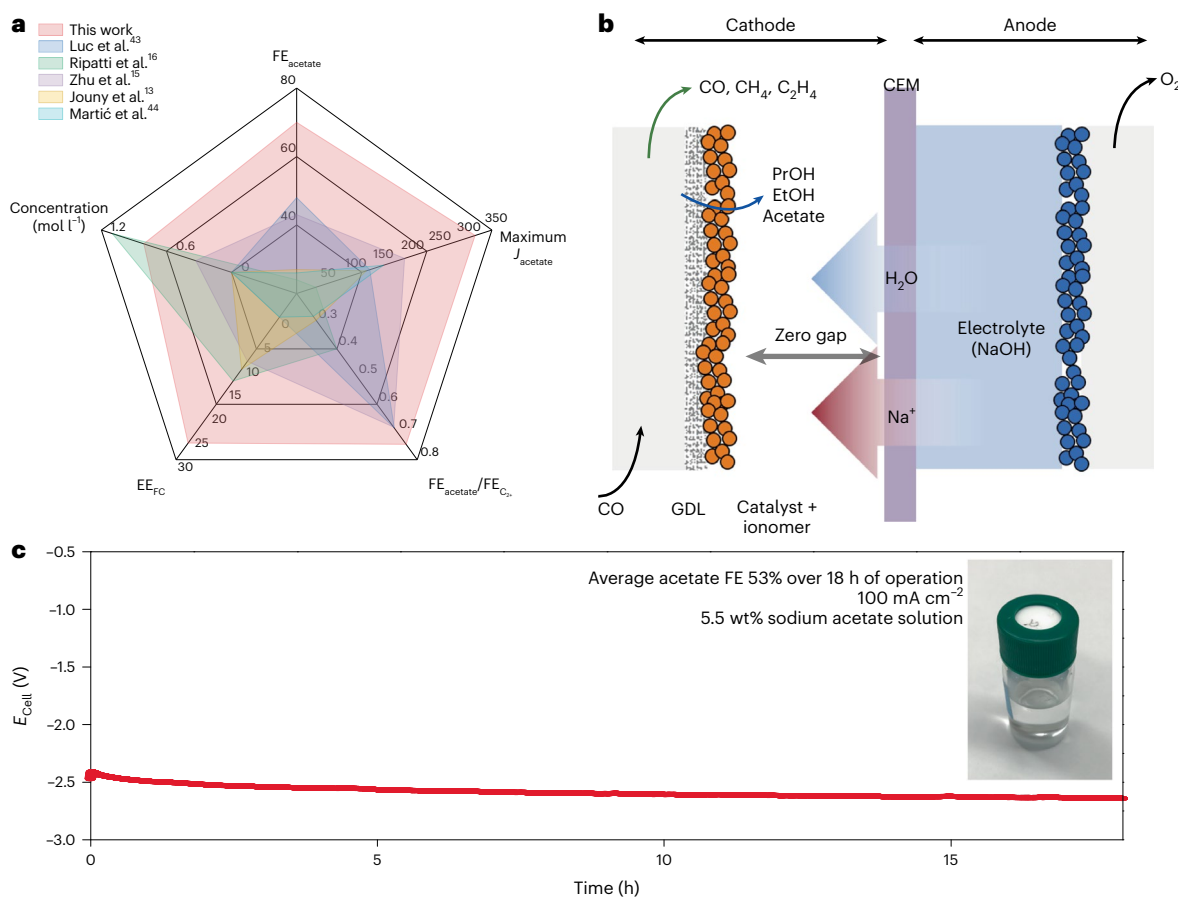 a
This work
Luc et al.43
Ripatti et al.16
Zhu et al.15
Jouny et al.13
Martić et al.44
FEacetate
80
60
40
Concentration
(mol l−1)
1.2
0.6
0
350
300
250
200
150
100
50
Maximum
Jacetate
0
5
10
15
20
25
30
0.3
0.4
0.5
0.6
0.7
0.8
EEFC
FEacetate/FEC2+
b
Cathode
Anode
CO, CH4, C2H4
CEM
O2
PrOH
EtOH
Acetate
H2O
Zero gap
Electrolyte
(NaOH)
Na+
CO
GDL
Catalyst +
ionomer
c
Average acetate FE 53% over 18 h of operation
100 mA cm−2
5.5 wt% sodium acetate solution
ECell (V)
−0.5
−1.0
−1.5
−2.0
−2.5
−3.0
0
5
10
15
Time (h)